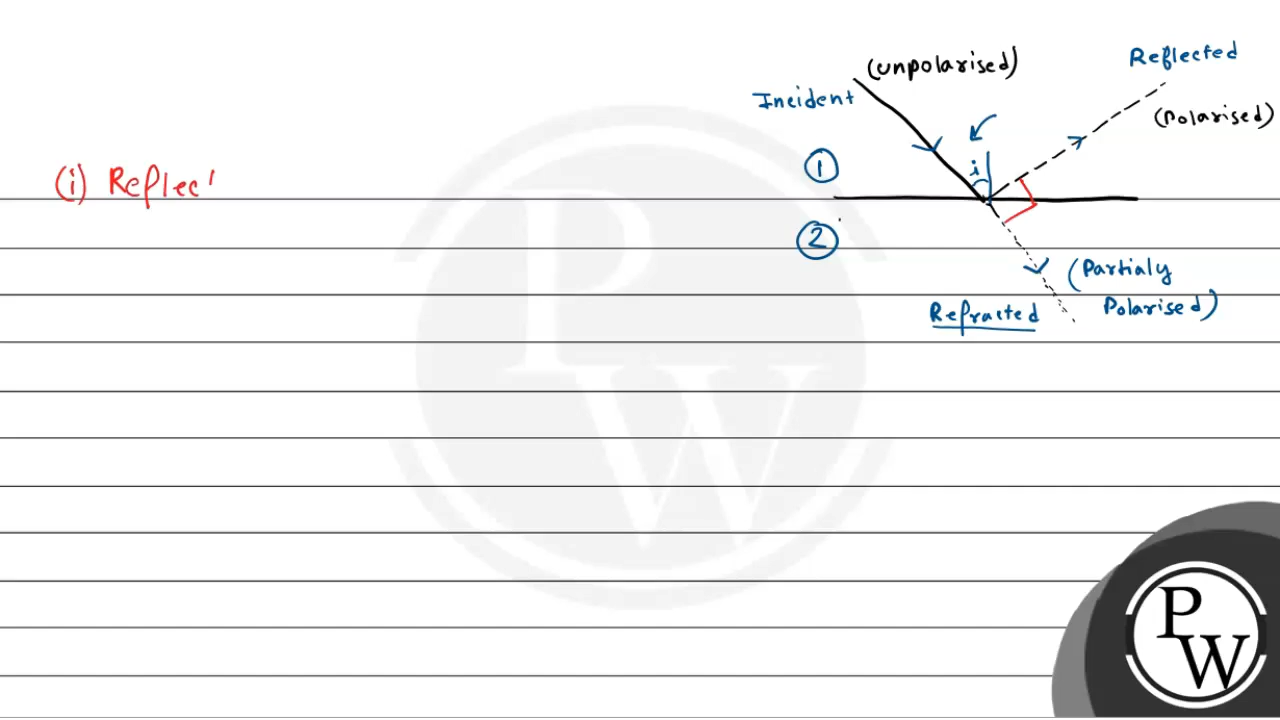 (unpolarised)
Reflected
Incident
(Polarised)
i
1
(i) Reflec
2
(Partialy
Polarised)
Refracted
P
W
P
W